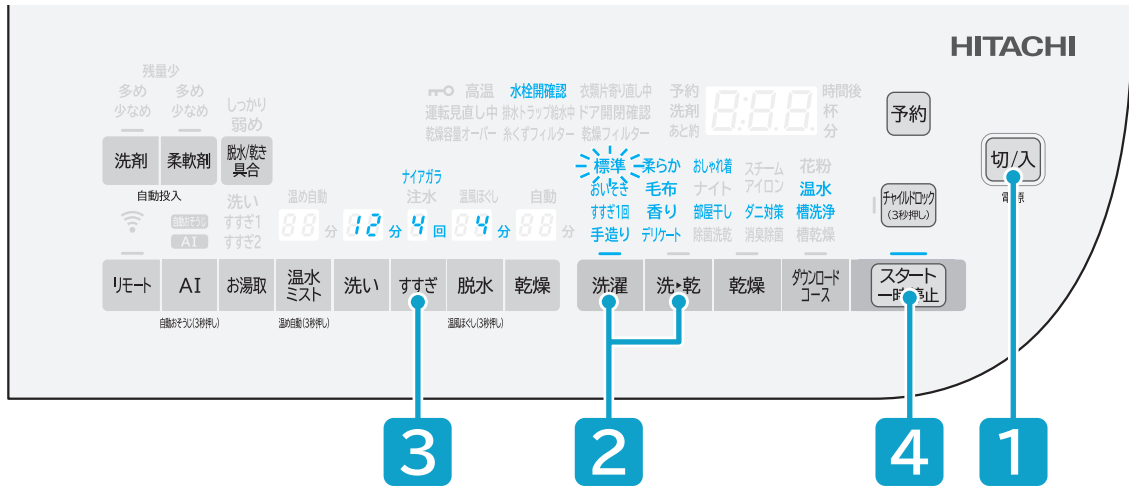 HITACHI
残量少
多め 多め
少なめ 少なめ
しっかり
弱め
高温 水栓開確認 衣類片寄り直し中
運転見直し中 排水トラップ給水中 ドア開閉確認
乾燥容量オーバー 糸くずフィルター 乾燥フィルター
予約 8:88 時間後
洗剤 杯
あと約 分
予約
切/入
電源
洗剤 柔軟剤 脱水/乾き具合
自動投入
標準 柔らか おしゃれ着 スチーム 花粉
おいそぎ 毛布 ナイト アイロン 温水
すすぎ1回 香り 部屋干し ダニ対策 槽洗浄
手造り デリケート 除菌洗乾 消臭除菌 槽乾燥
チャイルドロック
(3秒押し)
自動おそうじ
AI
洗い
すすぎ1
すすぎ2
ナイアガラ
温め自動 注水 温風ほぐし 自動
88 分 12 分 4 回 84 分 88 分
リモート AI お湯取 温水ミスト 洗い すすぎ 脱水 乾燥
洗濯 洗▸乾 乾燥 ダウンロードコース スタート一時停止
自動おそうじ(3秒押し) 温め自動(3秒押し) 温風ほぐし(3秒押し)
3 2 4 1